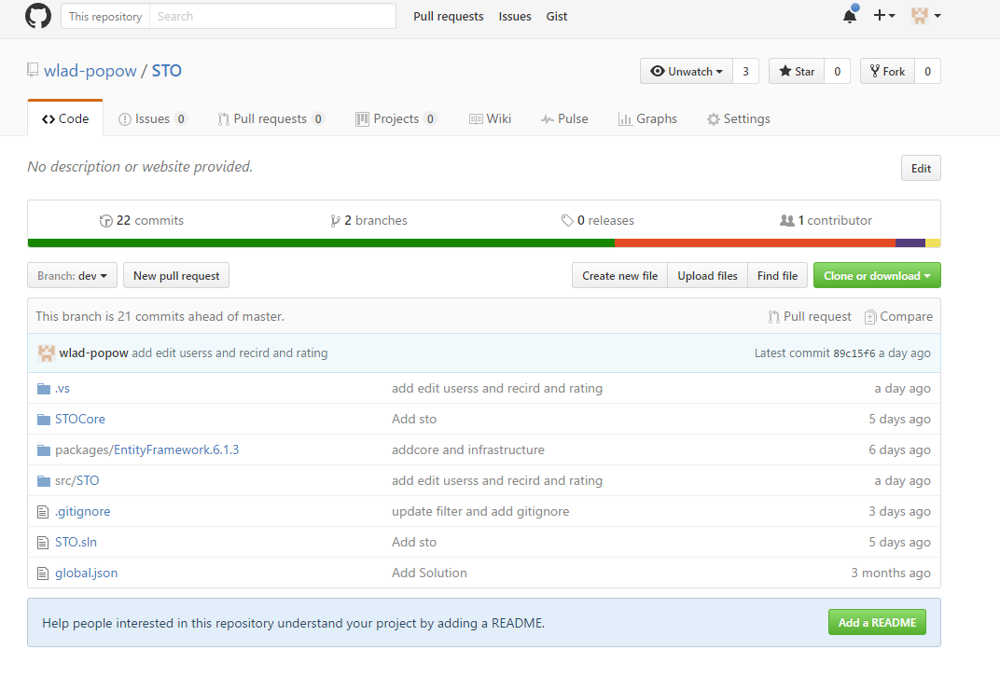 This repository Search Pull requests Issues Gist
wlad-popow / STO Unwatch 3 Star 0 Fork 0
Code Issues 0 Pull requests 0 Projects 0 Wiki Pulse Graphs Settings
No description or website provided. Edit
22 commits 2 branches 0 releases 1 contributor
Branch: dev New pull request Create new file Upload files Find file Clone or download
This branch is 21 commits ahead of master. Pull request Compare
wlad-popow add edit userss and recird and rating Latest commit 89c15f6 a day ago
.vs add edit userss and recird and rating a day ago
STOCore Add sto 5 days ago
packages/EntityFramework.6.1.3 addcore and infrastructure 6 days ago
src/STO add edit userss and recird and rating a day ago
.gitignore update filter and add gitignore 3 days ago
STO.sln Add sto 5 days ago
global.json Add Solution 3 months ago
Help people interested in this repository understand your project by adding a README. Add a README